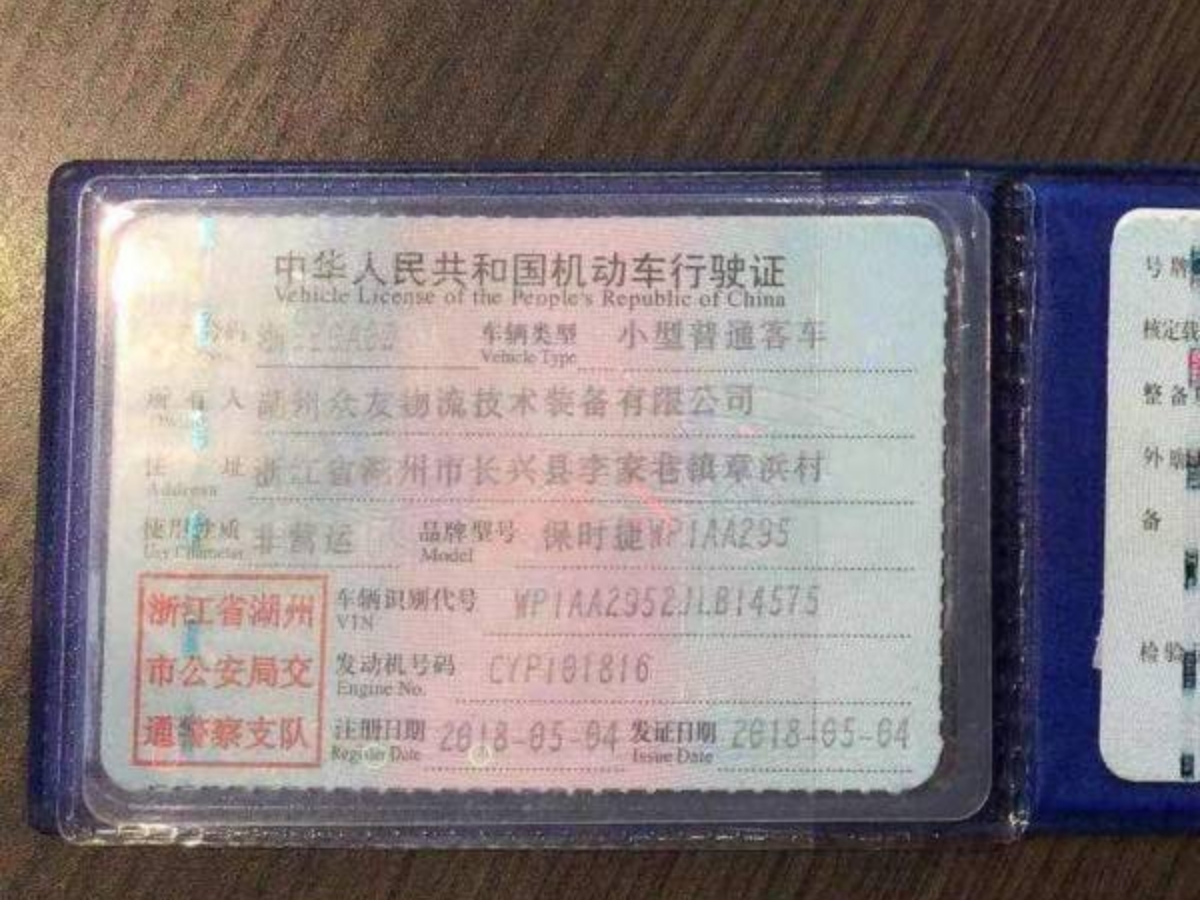 中华人民共和国机动车行驶证
Vehicle License of the People's Republic of China
号码 车辆类型 小型普通客车
Vehicle Type
所有人 湖州众友物流技术装备有限公司
Owner
住址 浙江省湖州市长兴县李家巷镇章浜村
Address
使用性质 非营运 品牌型号 保时捷WP1AA295
Use Character Model
浙江省湖州
市公安局交
通警察支队
车辆识别代号 WP1AA2952JLB14575
VIN
发动机号码 CYP101816
Engine No.
注册日期 2018-05-04 发证日期 2018-05-04
Register Date Issue Date
号牌
核定载
整备
外廓
备
检验